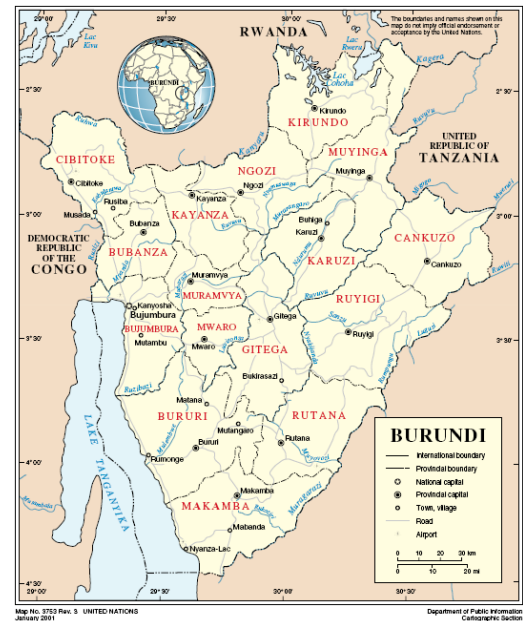 29°00'
29°30'
30°00'
30°30'
The boundaries and names shown on this
map do not imply official endorsement or
acceptance by the United Nations.
Lac
Kivu
RWANDA
Lac
Rweru
Lac
Cohoha
Kagera
BURUNDI
2°30'
2°30'
Kirundo
KIRUNDO
Ruhwa
Kanyaru
UNITED
REPUBLIC OF
TANZANIA
CIBITOKE
MUYINGA
NGOZI
Muyinga
Cibitoke
Kayanza
Ngozi
Rusiba
3°00'
Musada
3°00'
KAYANZA
Buhiga
Bubanza
Karuzi
CANKUZO
DEMOCRATIC
REPUBLIC
OF THE
CONGO
BUBANZA
KARUZI
Cankuzo
Mpanda
Muramvya
MURAMVYA
Ruvuvu
RUYIGI
Kanyosha
Bujumbura
Gitega
BUJUMBURA
MWARO
Ruyigi
3°30'
Mutambu
Mwaro
GITEGA
3°30'
Bukirasazi
Matana
BURURI
RUTANA
Mutangaro
Rutana
Bururi
4°00'
Rumonge
4°00'
LAKE TANGANYIKA
Makamba
MAKAMBA
Muragarazi
Mabanda
Nyanza-Lac
4°30'
4°30'
BURUNDI
International boundary
Provincial boundary
National capital
Provincial capital
Town, village
Road
Airport
0 10 20 30 km
0 10 20 mi
29°00'
29°30'
30°00'
30°30'
Map No. 3753 Rev. 3 UNITED NATIONS
January 2001
Department of Public Information
Cartographic Section